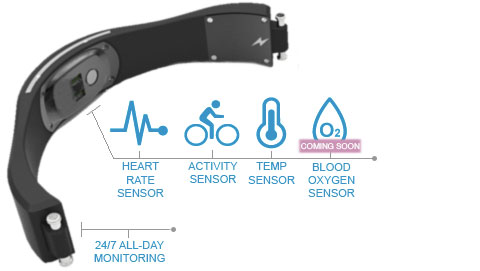 O2
COMING SOON
HEART
RATE
SENSOR
ACTIVITY
SENSOR
TEMP
SENSOR
BLOOD
OXYGEN
SENSOR
24/7 ALL-DAY
MONITORING